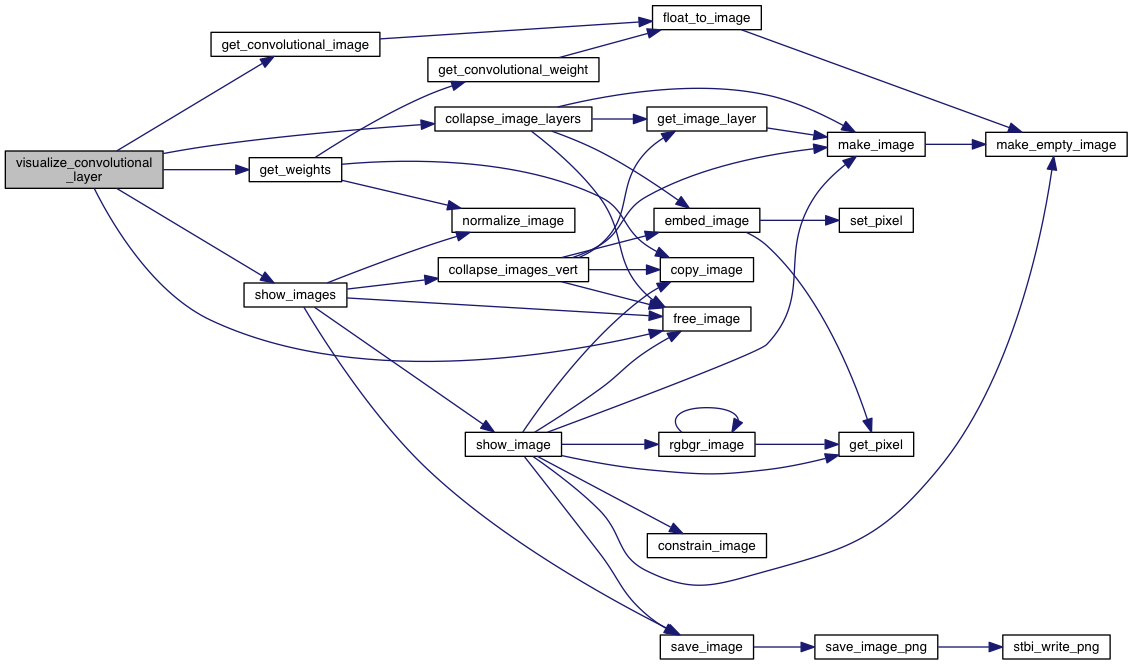 float_to_image
get_convolutional_image
get_convolutional_weight
collapse_image_layers
get_image_layer
make_image
make_empty_image
visualize_convolutional
_layer
get_weights
normalize_image
embed_image
set_pixel
collapse_images_vert
copy_image
show_images
free_image
show_image
rgbgr_image
get_pixel
constrain_image
save_image
save_image_png
stbi_write_png